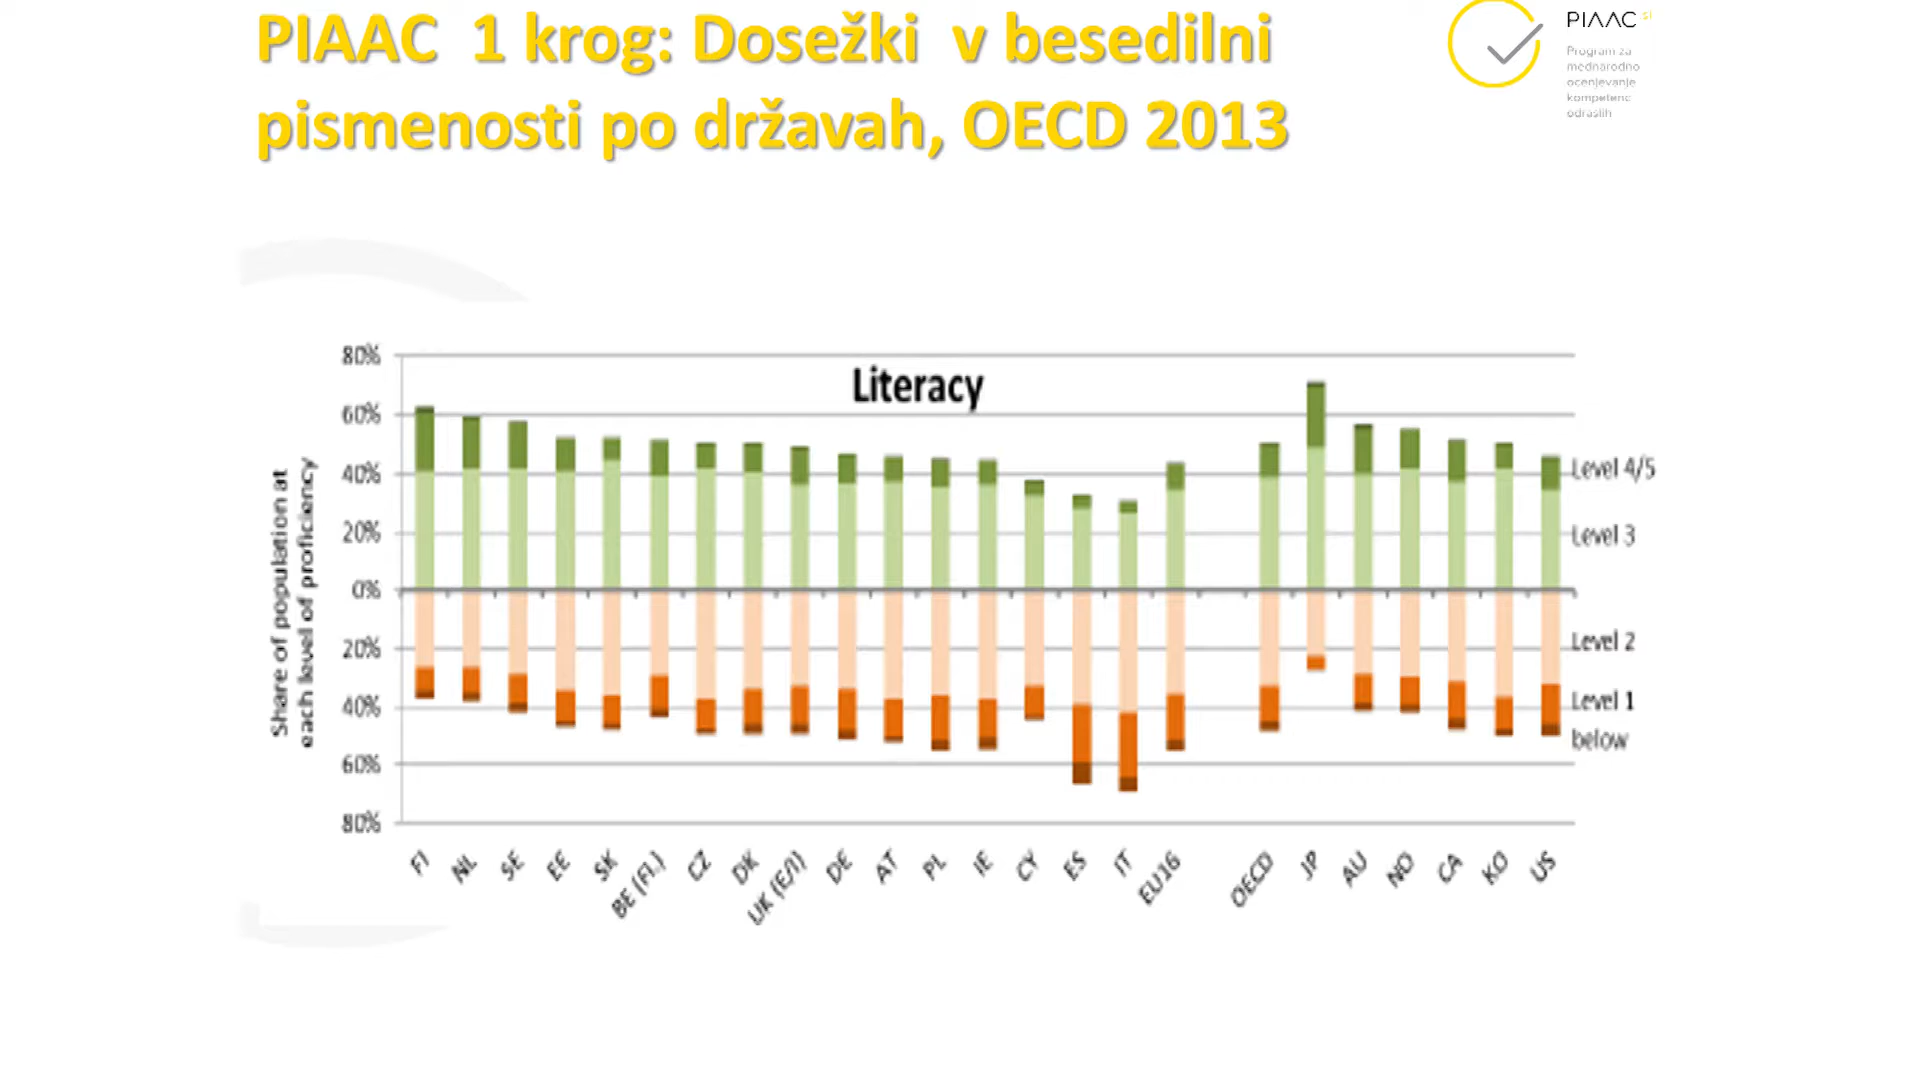 PIAAC 1 krog: Dosežki v besedilni
pismenosti po državah, OECD 2013
PIAAC.si
Program za
mednarodno
ocenjevanje
kompetenc
odraslih
Literacy
Share of population at
each level of proficiency
80%
60%
40%
20%
0%
20%
40%
60%
80%
Level 4/5
Level 3
Level 2
Level 1
below
FI
NL
SE
EE
SK
BE (FL)
CZ
DK
UK (E/I)
DE
AT
PL
IE
CY
ES
IT
EU16
OECD
JP
AU
NO
CA
KO
US